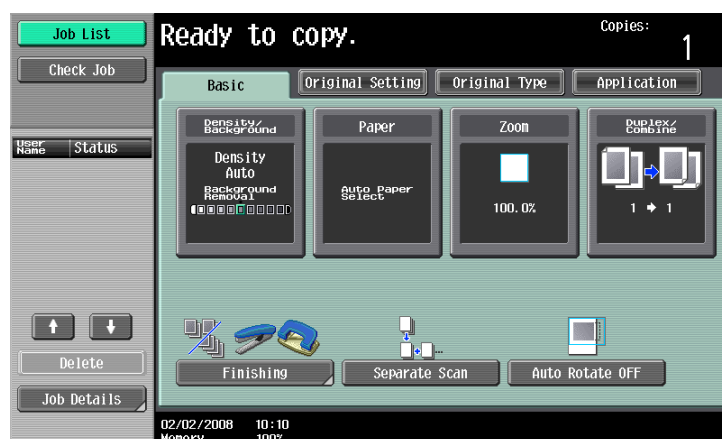 Job List
Ready to copy.
Copies:
1
Check Job
Basic
Original Setting
Original Type
Application
Density/
Background
Paper
Zoom
Duplex/
Combine
User
Name
Status
Density
Auto
Background
Removal
Auto Paper
Select
100.0%
1 → 1
Delete
Finishing
Separate Scan
Auto Rotate OFF
Job Details
02/02/2008 10:10
Memory 100%